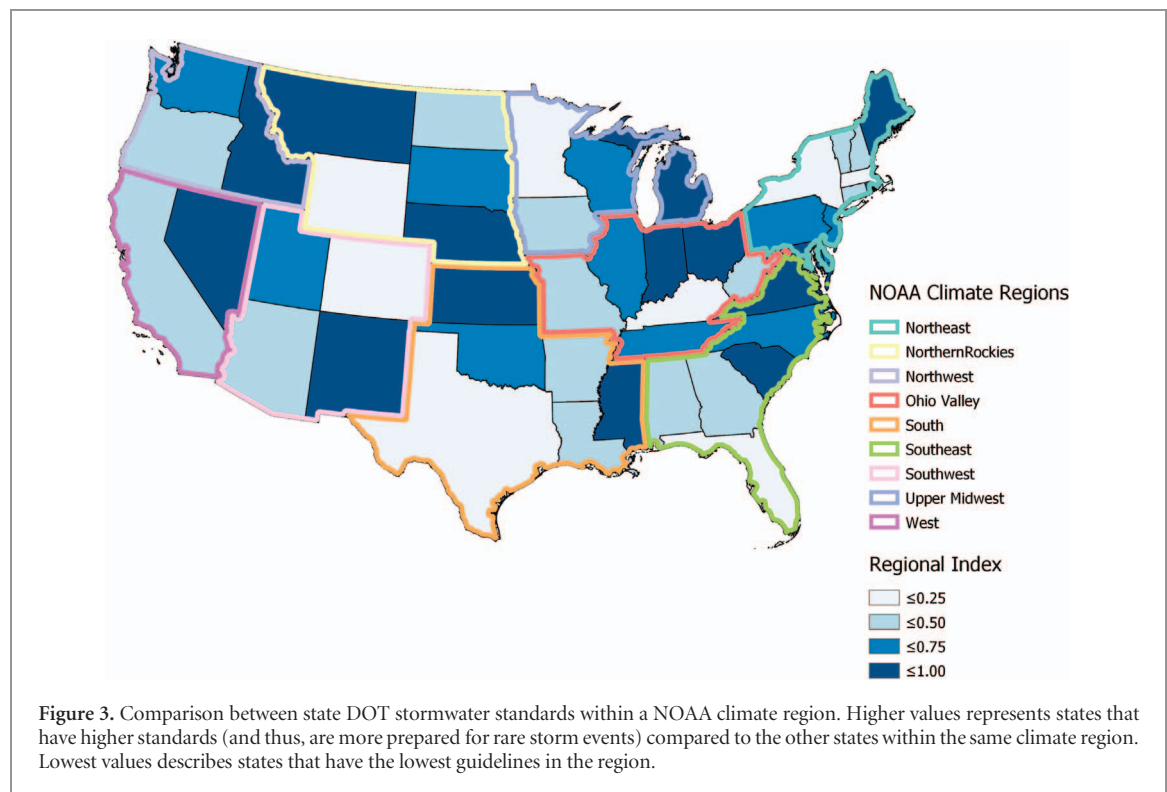 NOAA Climate Regions
Northeast
NorthernRockies
Northwest
Ohio Valley
South
Southeast
Southwest
Upper Midwest
West
Regional Index
≤0.25
≤0.50
≤0.75
≤1.00
Figure 3. Comparison between state DOT stormwater standards within a NOAA climate region. Higher values represents states that
have higher standards (and thus, are more prepared for rare storm events) compared to the other states within the same climate region.
Lowest values describes states that have the lowest guidelines in the region.